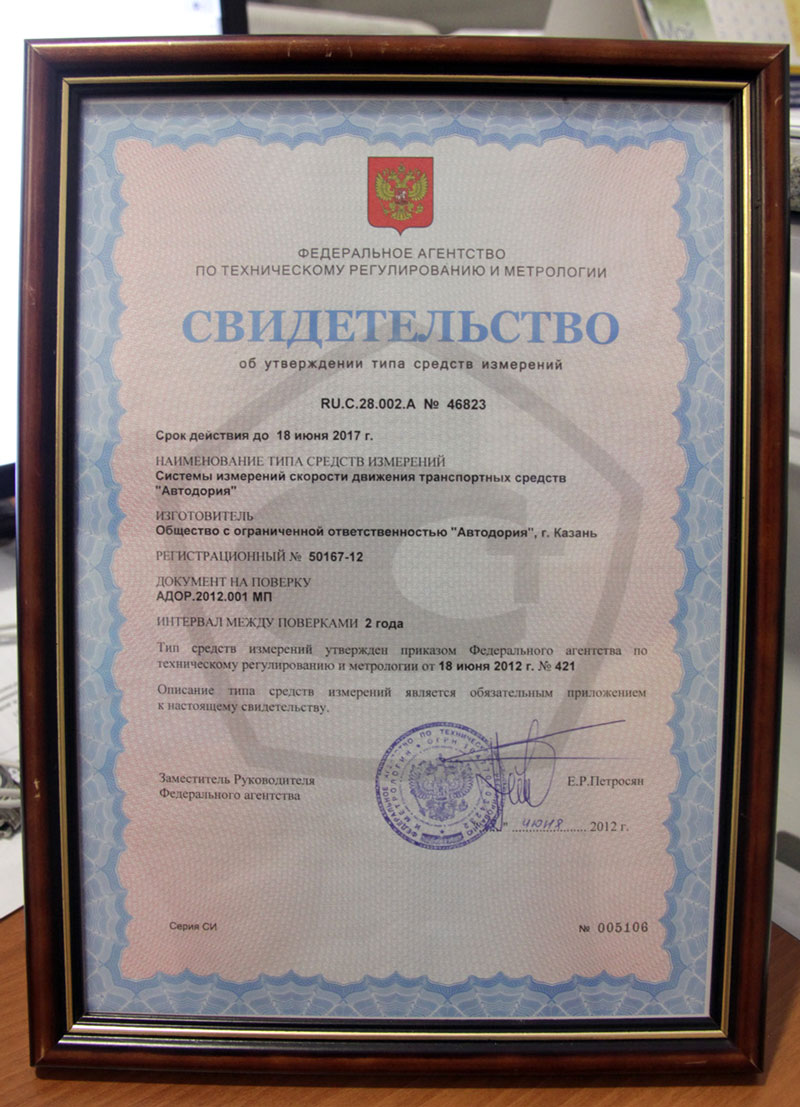 Май
ФЕДЕРАЛЬНОЕ АГЕНТСТВО
ПО ТЕХНИЧЕСКОМУ РЕГУЛИРОВАНИЮ И МЕТРОЛОГИИ
СВИДЕТЕЛЬСТВО
об утверждении типа средств измерений
RU.C.28.002.A № 46823
Срок действия до 18 июня 2017 г.
НАИМЕНОВАНИЕ ТИПА СРЕДСТВ ИЗМЕРЕНИЙ
Системы измерений скорости движения транспортных средств
"Автодория"
ИЗГОТОВИТЕЛЬ
Общество с ограниченной ответственностью "Автодория", г. Казань
РЕГИСТРАЦИОННЫЙ № 50167-12
ДОКУМЕНТ НА ПОВЕРКУ
АДОР.2012.001 МП
ИНТЕРВАЛ МЕЖДУ ПОВЕРКАМИ 2 года
Тип средств измерений утвержден приказом Федерального агентства по
техническому регулированию и метрологии от 18 июня 2012 г. № 421
Описание типа средств измерений является обязательным приложением
к настоящему свидетельству.
Заместитель Руководителя
Федерального агентства
Е.Р.Петросян
июня 2012 г.
Серия СИ
№ 005106